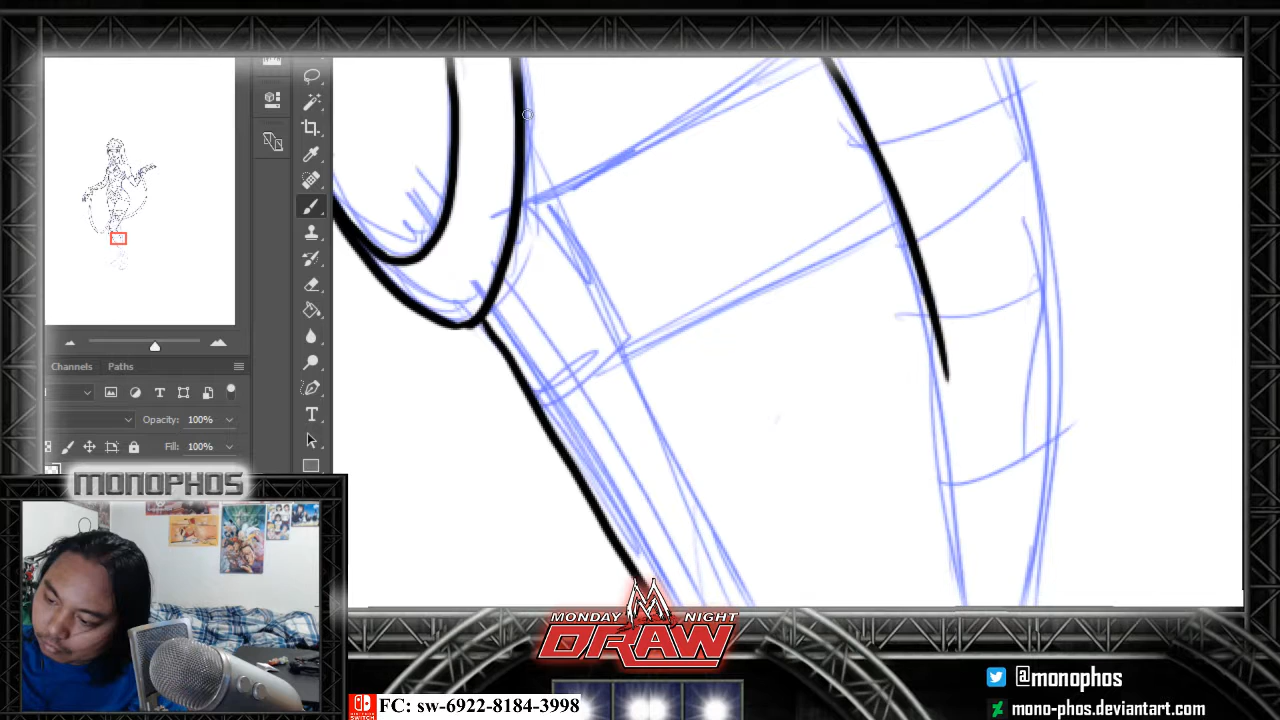 Channels Paths
Opacity: 100%
Fill: 100%
T
MONOPHOS
MONDAY NIGHT
DRAW
FC: sw-6922-8184-3998
@monophos
mono-phos.deviantart.com